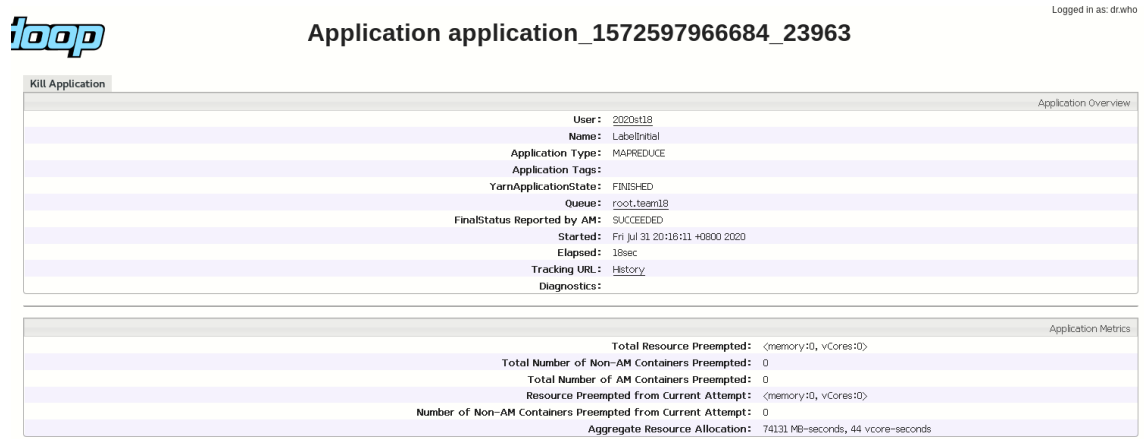 Logged in as: dr.who
doop
Application application_1572597966684_23963
Kill Application
Application Overview
User: 2020st18
Name: LabelInitial
Application Type: MAPREDUCE
Application Tags:
YarnApplicationState: FINISHED
Queue: root.team18
FinalStatus Reported by AM: SUCCEEDED
Started: Fri Jul 31 20:16:11 +0800 2020
Elapsed: 18sec
Tracking URL: History
Diagnostics:
Application Metrics
Total Resource Preempted: <memory:0, vCores:0>
Total Number of Non-AM Containers Preempted: 0
Total Number of AM Containers Preempted: 0
Resource Preempted from Current Attempt: <memory:0, vCores:0>
Number of Non-AM Containers Preempted from Current Attempt: 0
Aggregate Resource Allocation: 74131 MB-seconds, 44 vcore-seconds